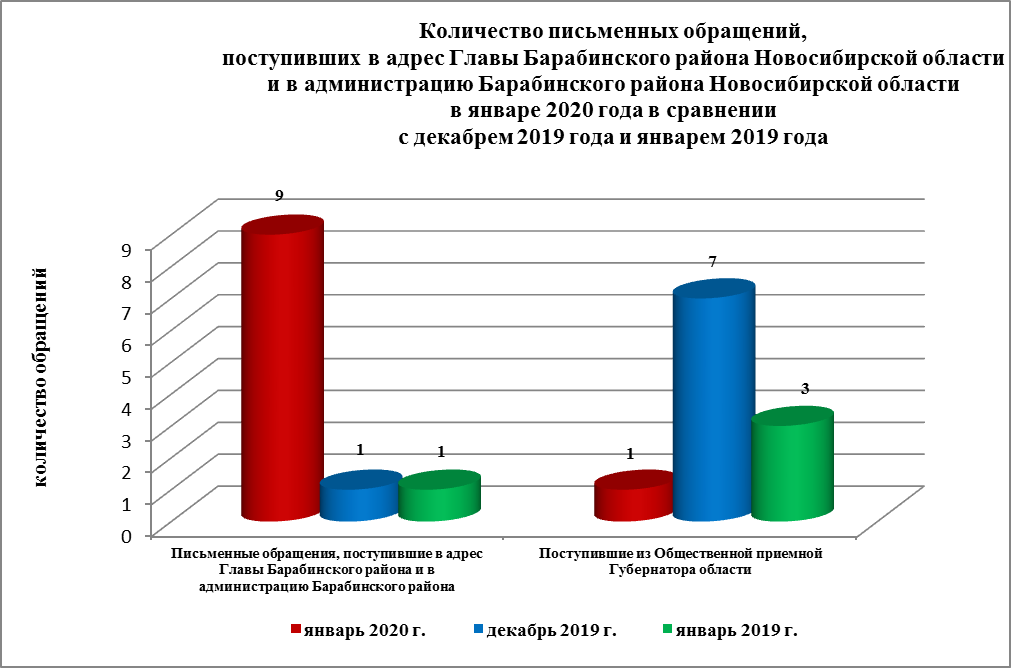 Количество письменных обращений,
поступивших в адрес Главы Барабинского района Новосибирской области
и в администрацию Барабинского района Новосибирской области
в январе 2020 года в сравнении
с декабрем 2019 года и январем 2019 года
количество обращений
9
8
7
6
5
4
3
2
1
0
9
1
1
1
7
3
Письменные обращения, поступившие в адрес
Главы Барабинского района и в
администрацию Барабинского района
Поступившие из Общественной приемной
Губернатора области
январь 2020 г.
декабрь 2019 г.
январь 2019 г.